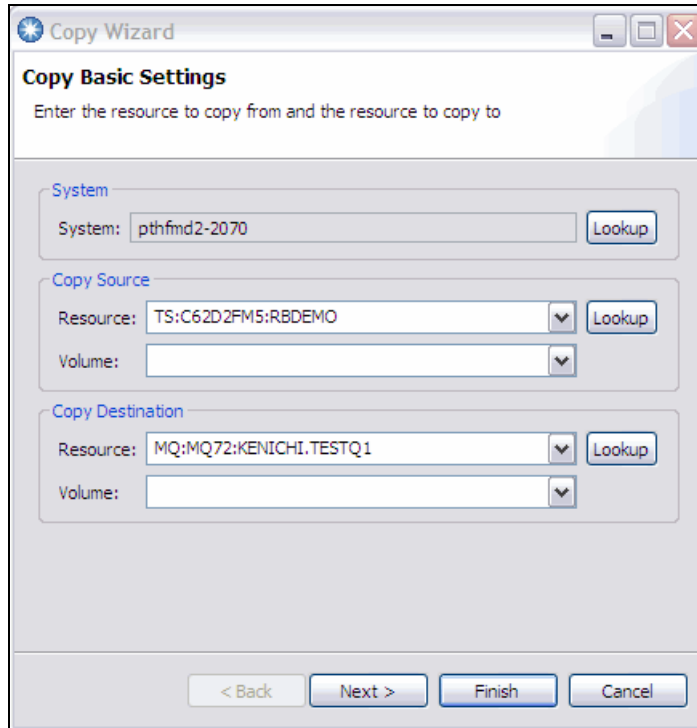 Copy Wizard
Copy Basic Settings
Enter the resource to copy from and the resource to copy to
System
System: pthfmd2-2070 Lookup
Copy Source
Resource: TS:C62D2FM5:RBDEMO Lookup
Volume:
Copy Destination
Resource: MQ:MQ72:KENICHI.TESTQ1 Lookup
Volume:
< Back Next > Finish Cancel